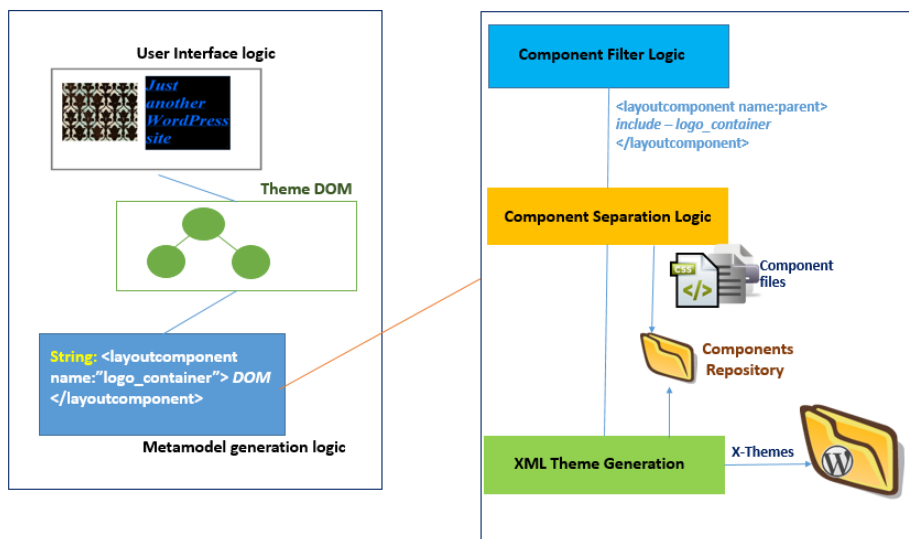 User Interface logic
Just
another
WordPress
site
Theme DOM
String: <layoutcomponent
name:”logo_container”> DOM
</layoutcomponent>
Metamodel generation logic
Component Filter Logic
<layoutcomponent name:parent>
include – logo_container
</layoutcomponent>
Component Separation Logic
CSS
</>
Component
files
Components
Repository
XML Theme Generation
X-Themes
W